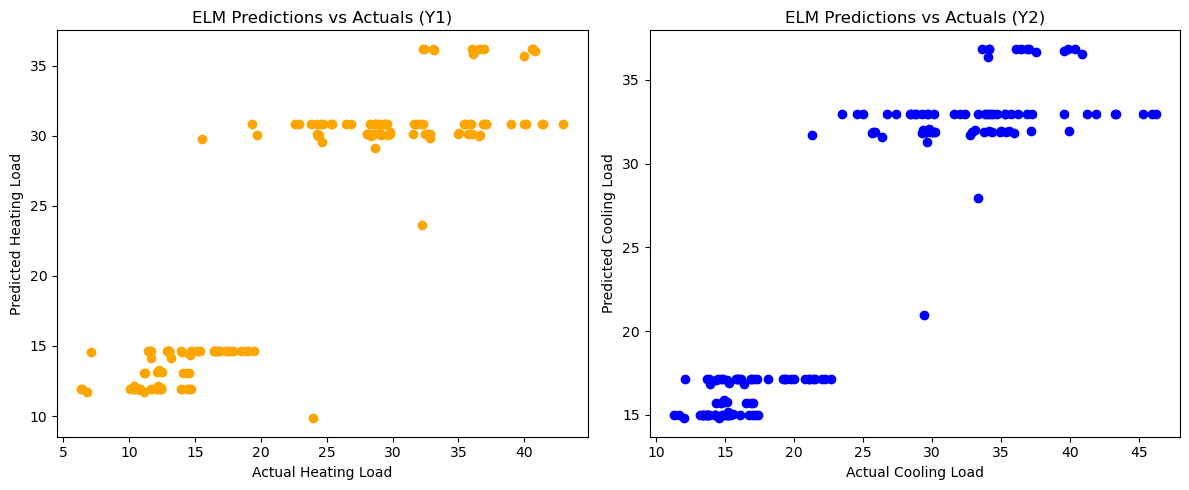 ELM Predictions vs Actuals (Y1)
Predicted Heating Load
35
30
25
20
15
10
5 10 15 20 25 30 35 40
Actual Heating Load
ELM Predictions vs Actuals (Y2)
Predicted Cooling Load
35
30
25
20
15
10 15 20 25 30 35 40 45
Actual Cooling Load